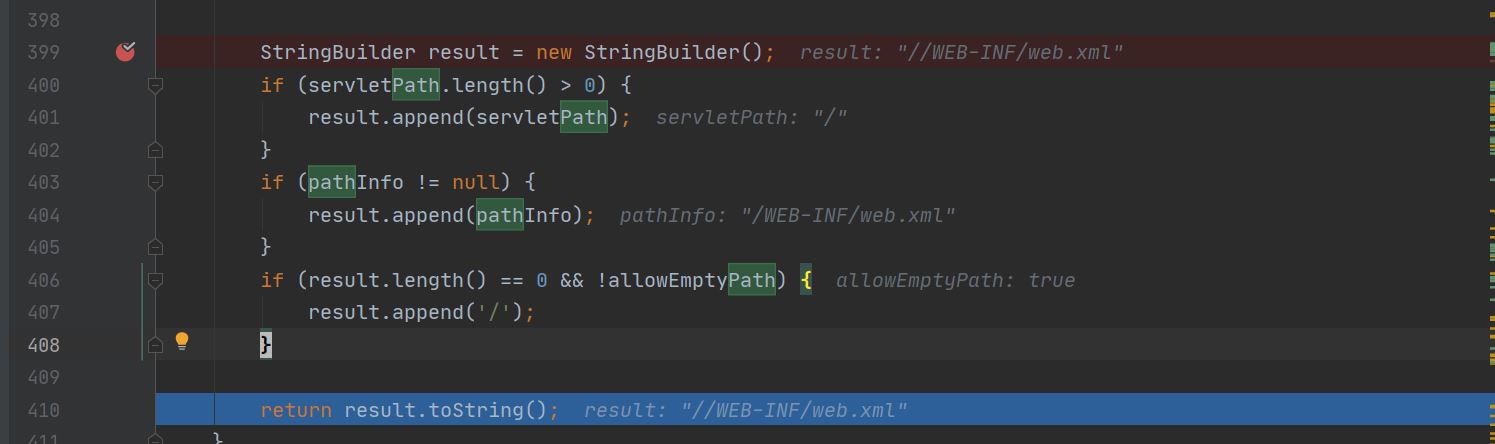 398
399 StringBuilder result = new StringBuilder(); result: "//WEB-INF/web.xml"
400 if (servletPath.length() > 0) {
401 result.append(servletPath); servletPath: "/"
402 }
403 if (pathInfo != null) {
404 result.append(pathInfo); pathInfo: "/WEB-INF/web.xml"
405 }
406 if (result.length() == 0 && !allowEmptyPath) { allowEmptyPath: true
407 result.append('/');
408 }
409
410 return result.toString(); result: "//WEB-INF/web.xml"
411 }